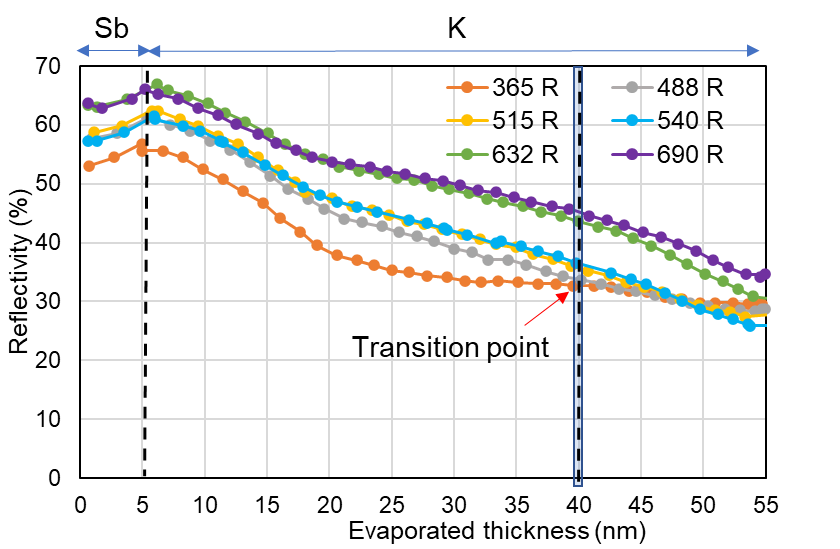 Sb K
70
60
50
40
30
20
10
0
Reflectivity (%)
365 R 488 R
515 R 540 R
632 R 690 R
Transition point
0 5 10 15 20 25 30 35 40 45 50 55
Evaporated thickness (nm)